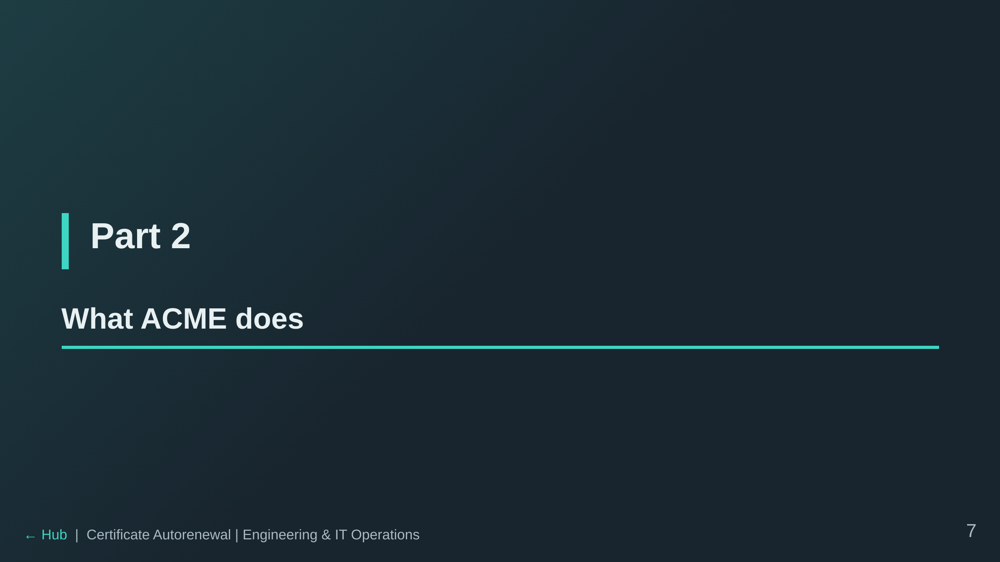 Part 2
What ACME does
← Hub | Certificate Autorenewal | Engineering & IT Operations
7